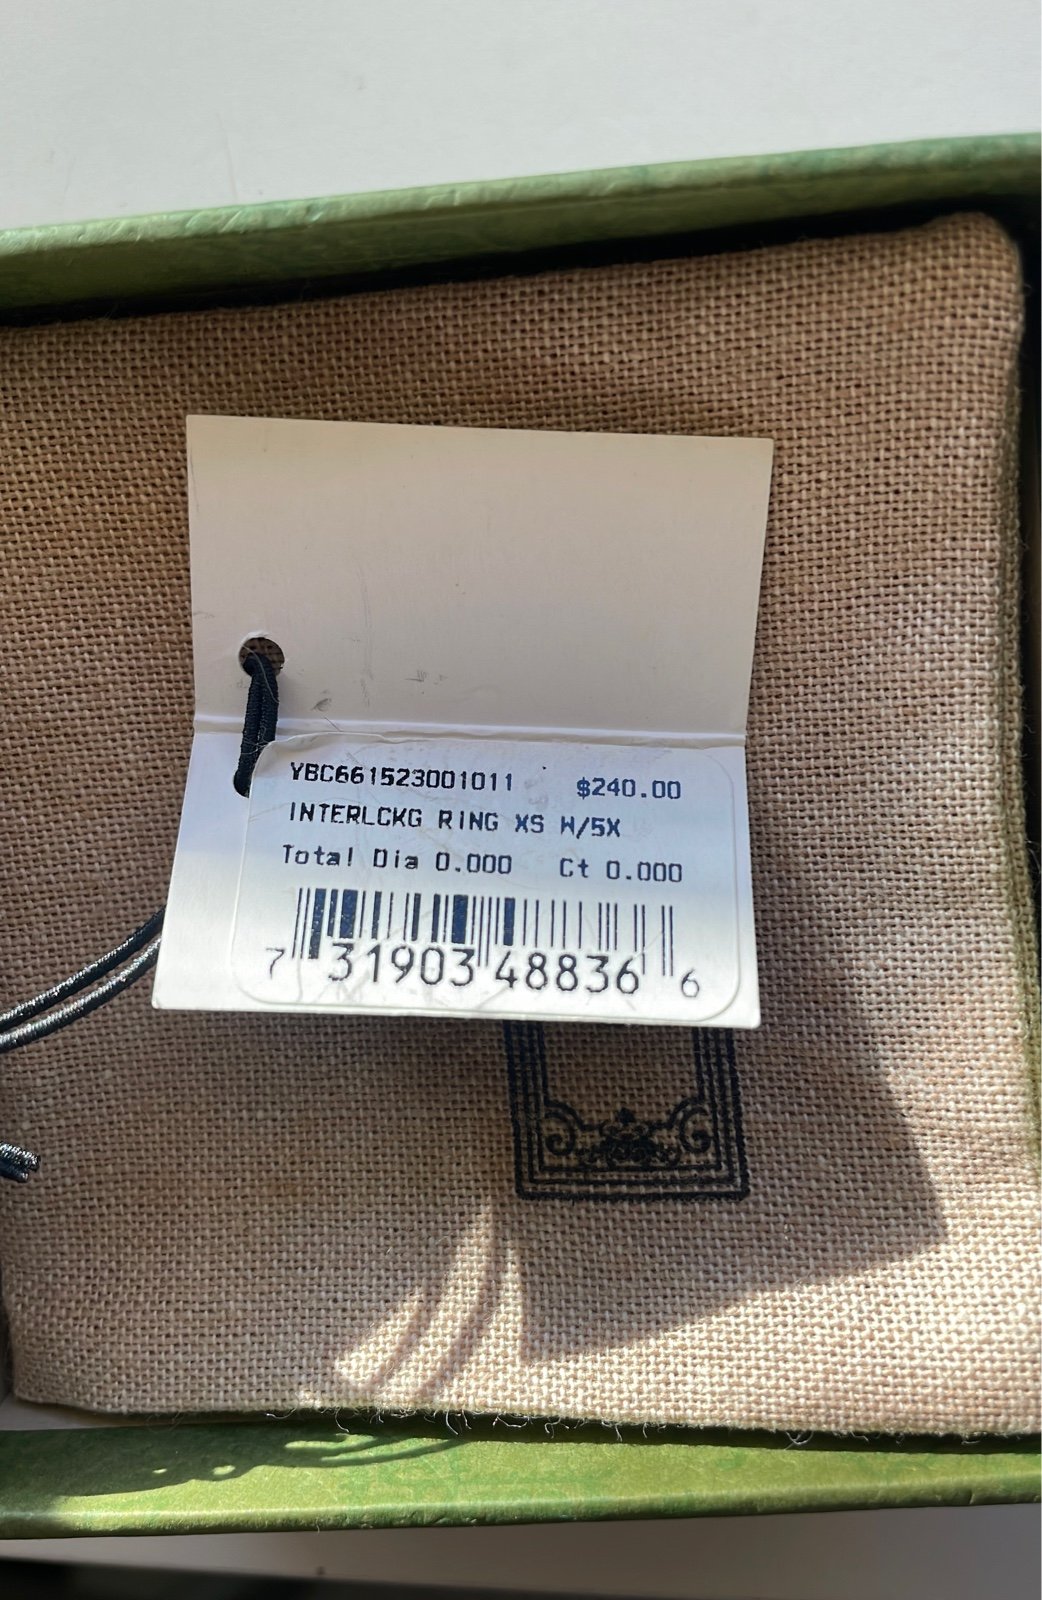 YBC661523001011 $240.00
INTERLCKG RING XS H/5X
Total Dia 0.000 Ct 0.000
7 31903 48836 6